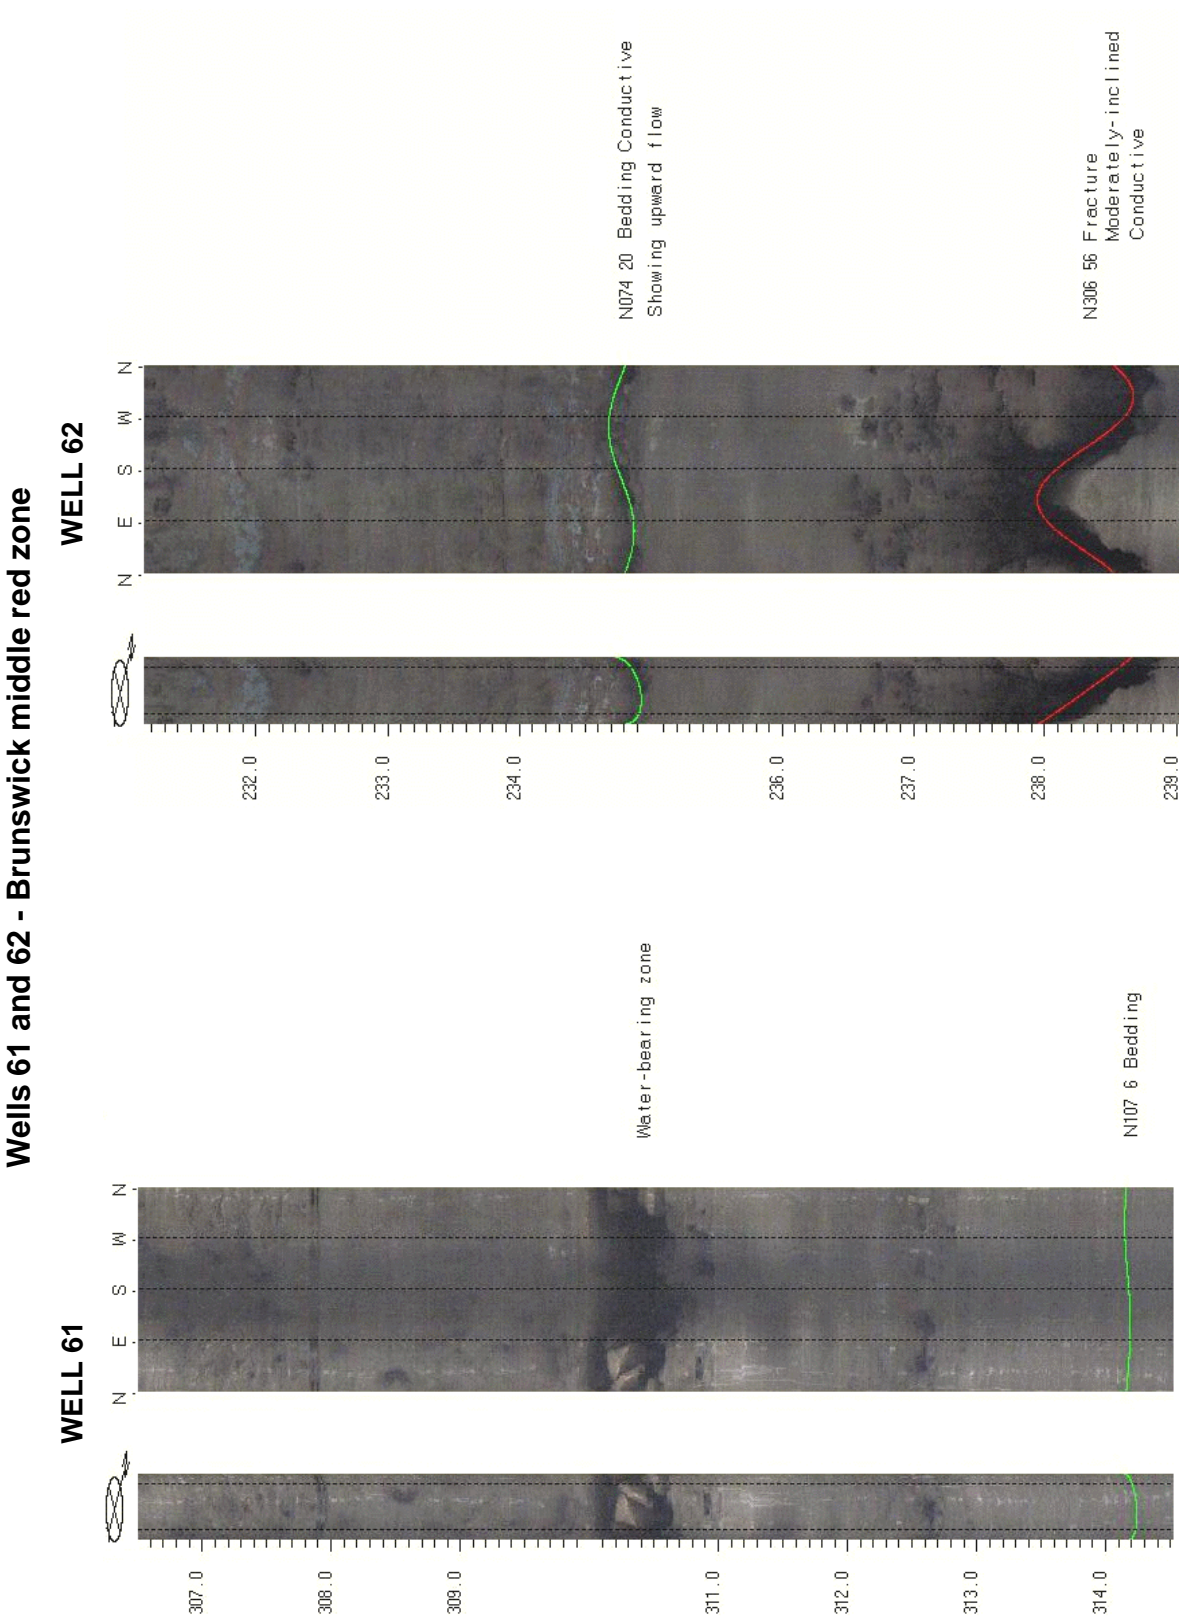 Wells 61 and 62 - Brunswick middle red zone
WELL 61
N E S W N
307.0
308.0
309.0
311.0
312.0
313.0
314.0
Water-bearing zone
N107 6 Bedding
WELL 62
N E S W N
232.0
233.0
234.0
236.0
237.0
238.0
239.0
N074 20 Bedding Conductive
Showing upward flow
N306 56 Fracture
Moderately-inclined
Conductive